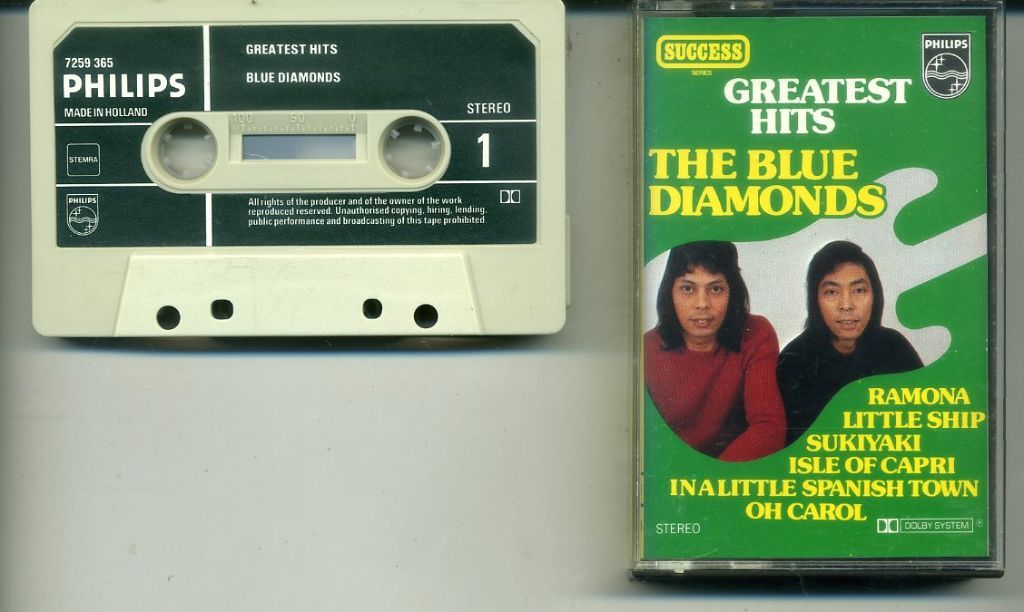 7259 365
PHILIPS
MADE IN HOLLAND
STEMRA
PHILIPS
GREATEST HITS
BLUE DIAMONDS
STEREO
100 50 0
1
All rights of the producer and of the owner of the work
reproduced reserved. Unauthorised copying, hiring, lending,
public performance and broadcasting of this tape prohibited.
SUCCESS
SERIES
PHILIPS
GREATEST
HITS
THE BLUE
DIAMONDS
RAMONA
LITTLE SHIP
SUKIYAKI
ISLE OF CAPRI
IN A LITTLE SPANISH TOWN
OH CAROL
STEREO
DOLBY SYSTEM ®